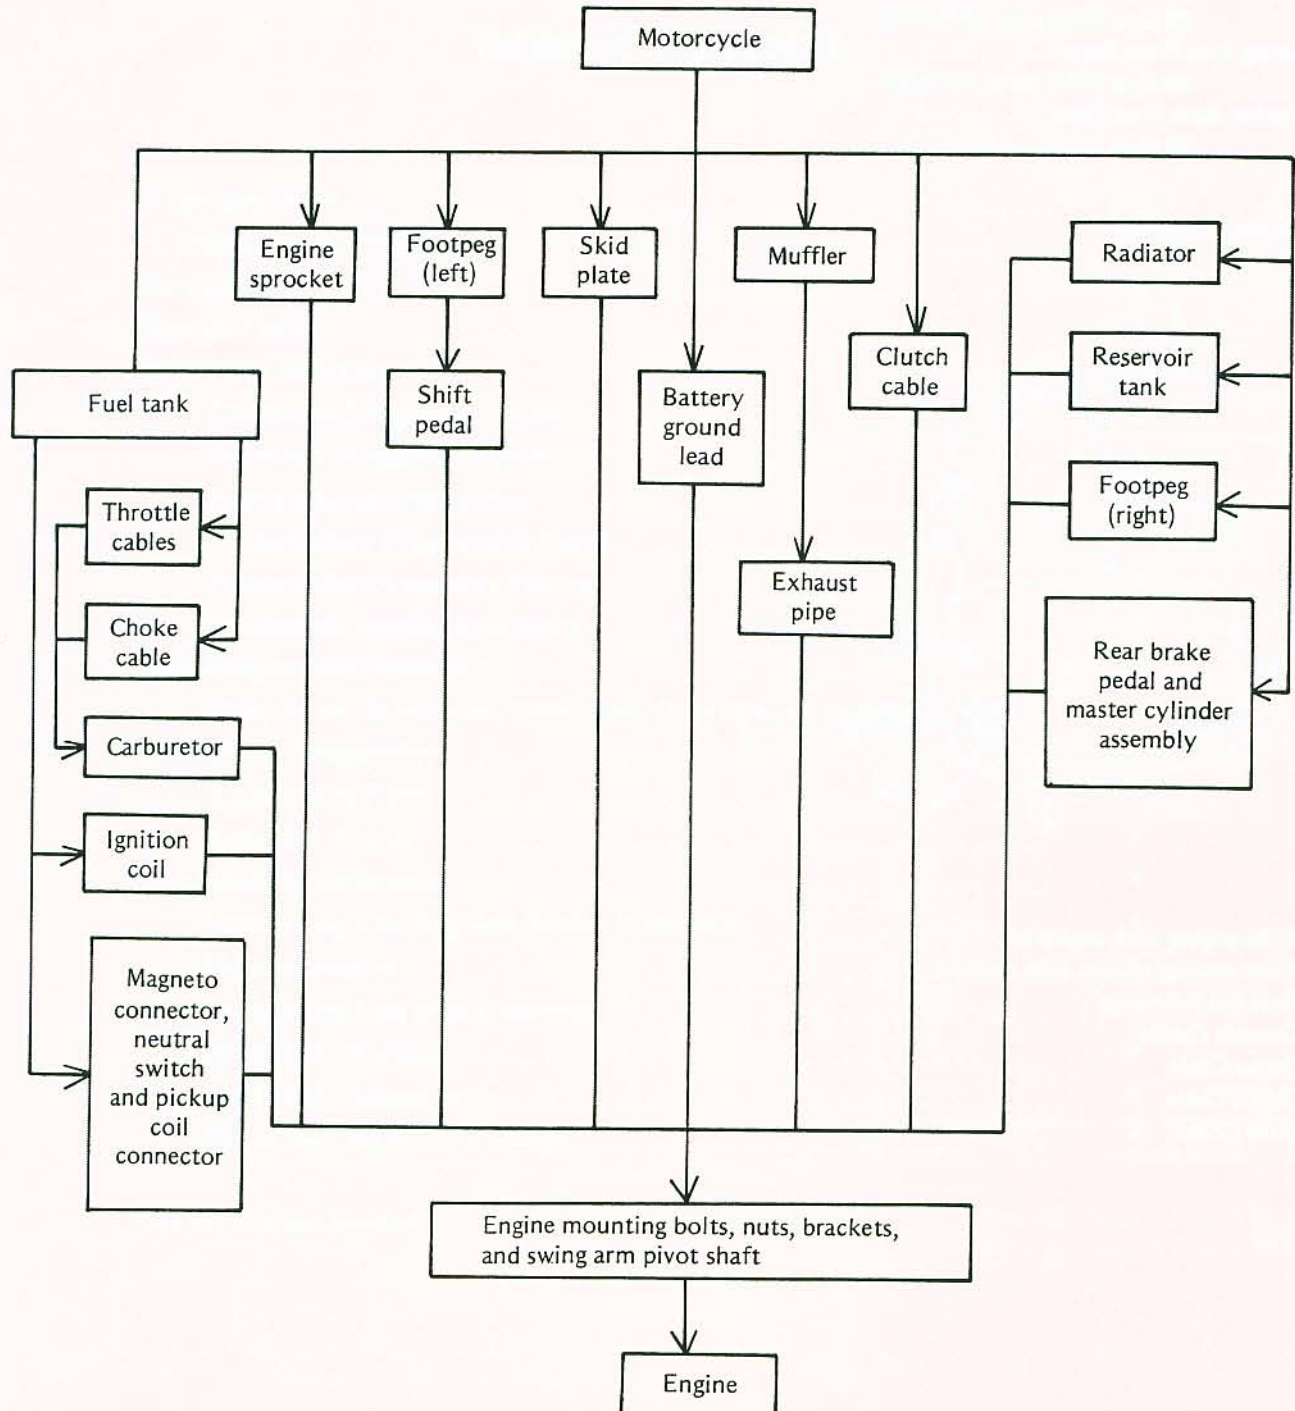 Motorcycle
Engine
sprocket
Footpeg
(left)
Skid
plate
Muffler
Radiator
Clutch
cable
Reservoir
tank
Fuel tank
Shift
pedal
Battery
ground
lead
Footpeg
(right)
Throttle
cables
Exhaust
pipe
Choke
cable
Rear brake
pedal and
master cylinder
assembly
Carburetor
Ignition
coil
Magneto
connector,
neutral
switch
and pickup
coil
connector
Engine mounting bolts, nuts, brackets,
and swing arm pivot shaft
Engine